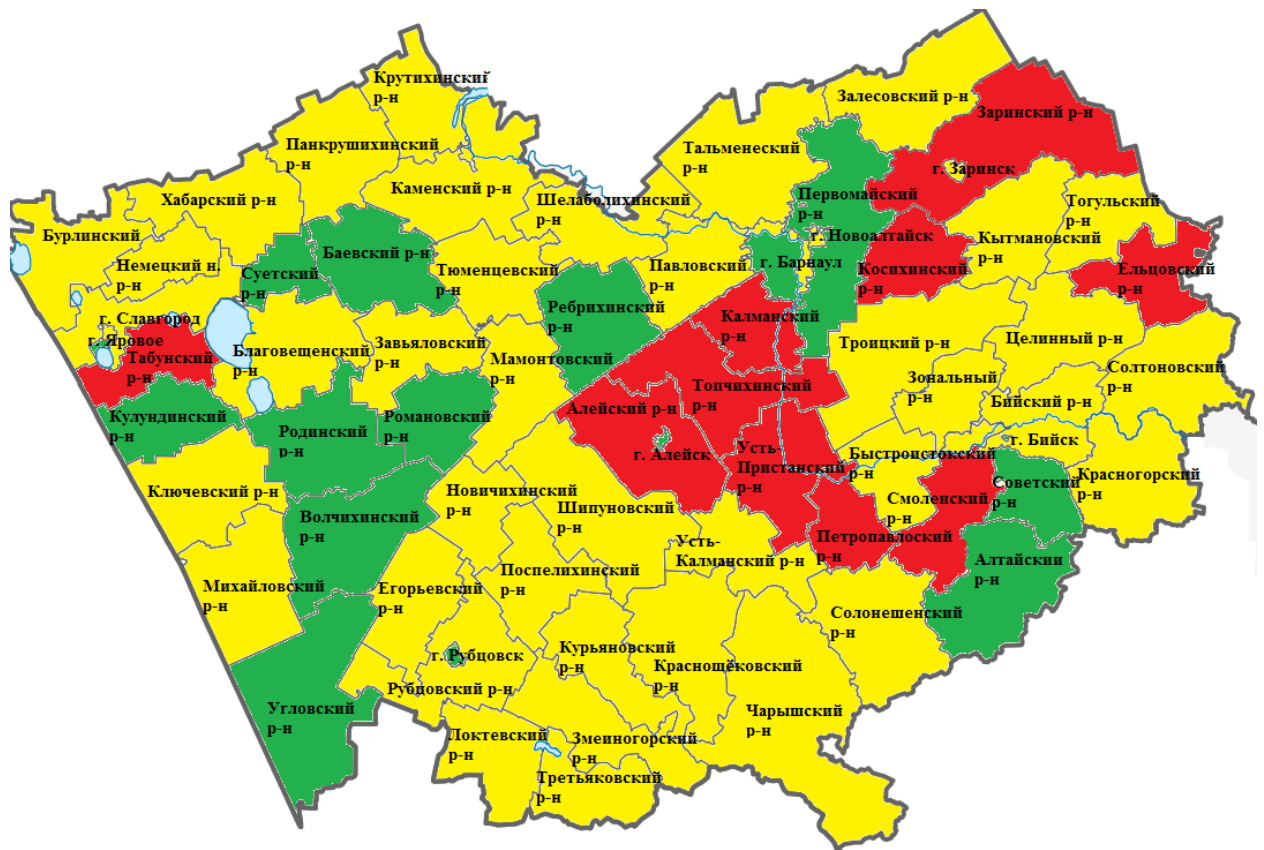 Крутихинский
р-н
Залесовский р-н
Заринский р-н
Панкрушихинский
р-н
Тальменеский
р-н
г. Заринск
Каменский р-н
Хабарский р-н
Шелаболихинский
р-н
Первомайский
р-н
Тогульский
р-н
Бурлинский
г. Новоалтайск
Кытмановский
р-н
Баевский р-н
Немецкий н.
р-н
Суетский
р-н
Тюменцевский
р-н
Павловский
р-н
г. Барнаул
Косихинский
р-н
Ельцовский
р-н
Ребрихинский
р-н
г. Славгород
г. Яровое
Табунский
р-н
Благовещенский
р-н
Завьяловский
р-н
Мамонтовский
р-н
Калманский
р-н
Троицкий р-н
Целинный р-н
Солтоновский
р-н
Зональный
р-н
Топчихинский
р-н
Бийский р-н
Кулундинский
р-н
Родинский
р-н
Романовский
р-н
Алейский р-н
г. Алейск
Усть-
Пристанский
р-н
г. Бийск
Быстроистокский
р-н
Красногорский
р-н
Советский
р-н
Смоленский
р-н
Ключевский р-н
Новичихинский
р-н
Шипуновский
р-н
Волчихинский
р-н
Петропавлоский
р-н
Усть-
Калманский р-н
Алтайскии
р-н
Поспелихинский
р-н
Михайловский
р-н
Егорьевский
р-н
Солонешенский
р-н
г. Рубцовск
Курьяновский
р-н
Краснощёковский
р-н
Рубцовский р-н
Угловский
р-н
Чарышский
р-н
Локтевский
р-н
Змеиногорский
р-н
Третьяковский
р-н